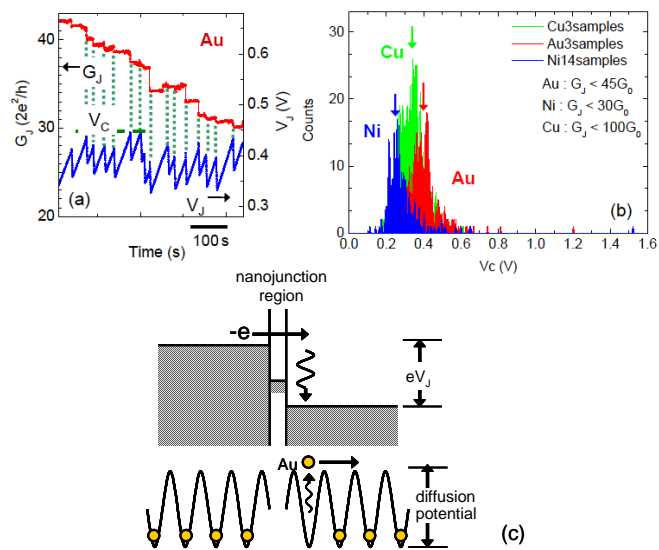 Au
40
35
30
25
20
G_J (2e²/h)
0.6
0.5
0.4
0.3
V_J (V)
G_J
V_C
V_J
(a)
100 s
Time (s)
Cu3samples
Au3samples
Ni14samples
Au : G_J < 45G_0
Ni : G_J < 30G_0
Cu : G_J < 100G_0
Cu
Ni
Au
30
20
10
0
Counts
(b)
0.0 0.2 0.4 0.6 0.8 1.0 1.2 1.4 1.6
Vc (V)
nanojunction
region
-e
eV_J
Au
diffusion
potential
(c)